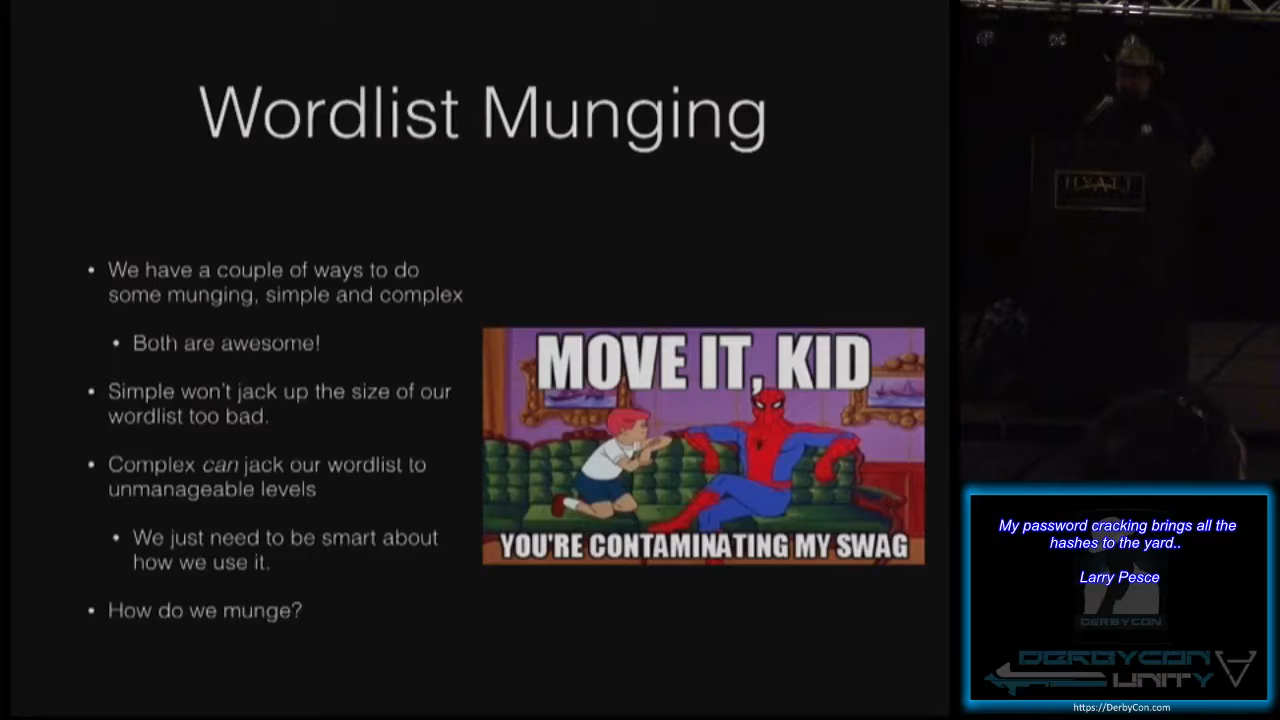 Wordlist Munging
• We have a couple of ways to do
some munging, simple and complex
• Both are awesome!
• Simple won't jack up the size of our
wordlist too bad.
• Complex can jack our wordlist to
unmanageable levels
• We just need to be smart about
how we use it.
• How do we munge?
MOVE IT, KID
YOU'RE CONTAMINATING MY SWAG
HYATT
My password cracking brings all the
hashes to the yard..
Larry Pesce
DERBYCON
DERBYCON
UNITY
https://DerbyCon.com